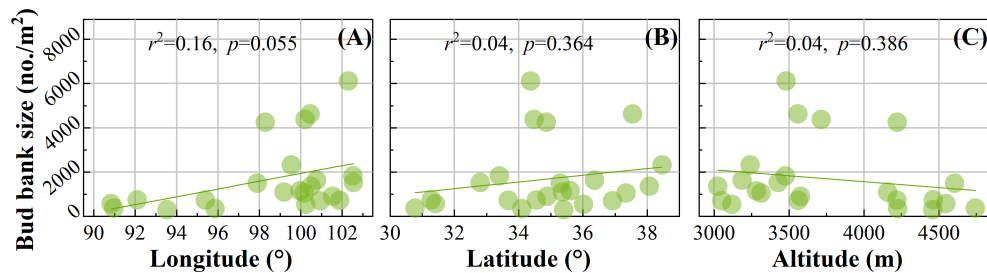 Bud bank size (no./m²)
8000
6000
4000
2000
0
r²=0.16, p=0.055
(A)
90 92 94 96 98 100 102
Longitude (°)
r²=0.04, p=0.364
(B)
30 32 34 36 38
Latitude (°)
r²=0.04, p=0.386
(C)
3000 3500 4000 4500
Altitude (m)